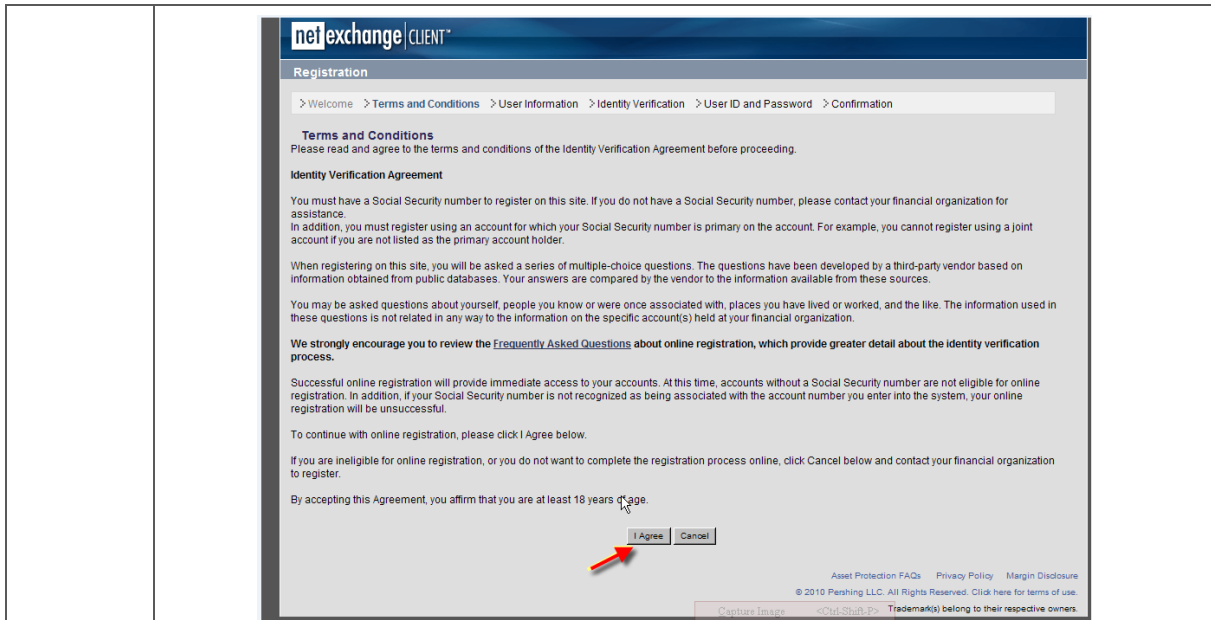 net exchange | CLIENT™
Registration
> Welcome > Terms and Conditions > User Information > Identity Verification > User ID and Password > Confirmation
Terms and Conditions
Please read and agree to the terms and conditions of the Identity Verification Agreement before proceeding.
Identity Verification Agreement
You must have a Social Security number to register on this site. If you do not have a Social Security number, please contact your financial organization for
assistance.
In addition, you must register using an account for which your Social Security number is primary on the account. For example, you cannot register using a joint
account if you are not listed as the primary account holder.
When registering on this site, you will be asked a series of multiple-choice questions. The questions have been developed by a third-party vendor based on
information obtained from public databases. Your answers are compared by the vendor to the information available from these sources.
You may be asked questions about yourself, people you know or were once associated with, places you have lived or worked, and the like. The information used in
these questions is not related in any way to the information on the specific account(s) held at your financial organization.
We strongly encourage you to review the Frequently Asked Questions about online registration, which provide greater detail about the identity verification
process.
Successful online registration will provide immediate access to your accounts. At this time, accounts without a Social Security number are not eligible for online
registration. In addition, if your Social Security number is not recognized as being associated with the account number you enter into the system, your online
registration will be unsuccessful.
To continue with online registration, please click I Agree below.
If you are ineligible for online registration, or you do not want to complete the registration process online, click Cancel below and contact your financial organization
to register.
By accepting this Agreement, you affirm that you are at least 18 years of age.
I Agree Cancel
Asset Protection FAQs Privacy Policy Margin Disclosure
© 2010 Pershing LLC. All Rights Reserved. Click here for terms of use.
Capture Image <Ctrl-Shift-P> Trademark(s) belong to their respective owners.